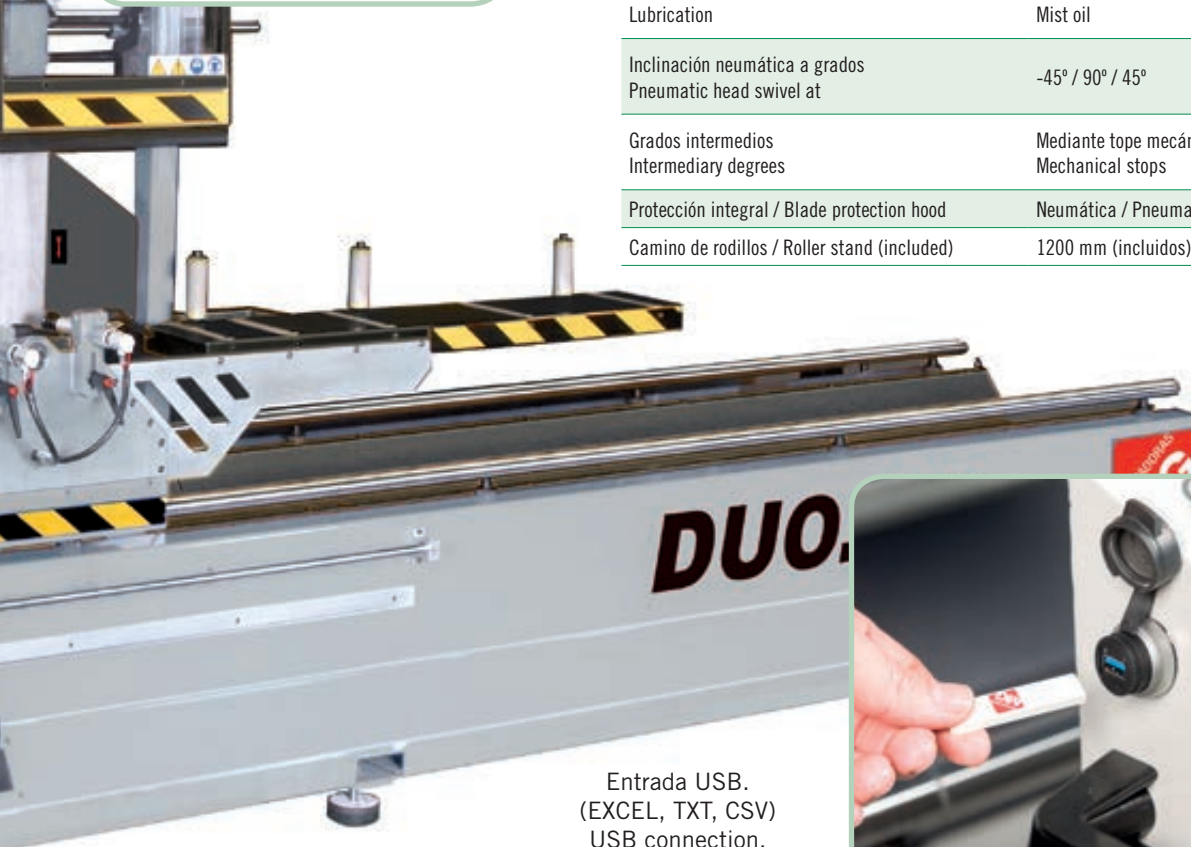 Lubrication
Mist oil
Inclinación neumática a grados
Pneumatic head swivel at
-45º / 90º / 45º
Grados intermedios
Intermediary degrees
Mediante tope
Mechanical stops
Protección integral / Blade protection hood
Neumática /
Camino de rodillos / Roller stand (included)
1200 mm (incluidos)
DUO.
Entrada USB.
(EXCEL, TXT, CSV)
USB connection.